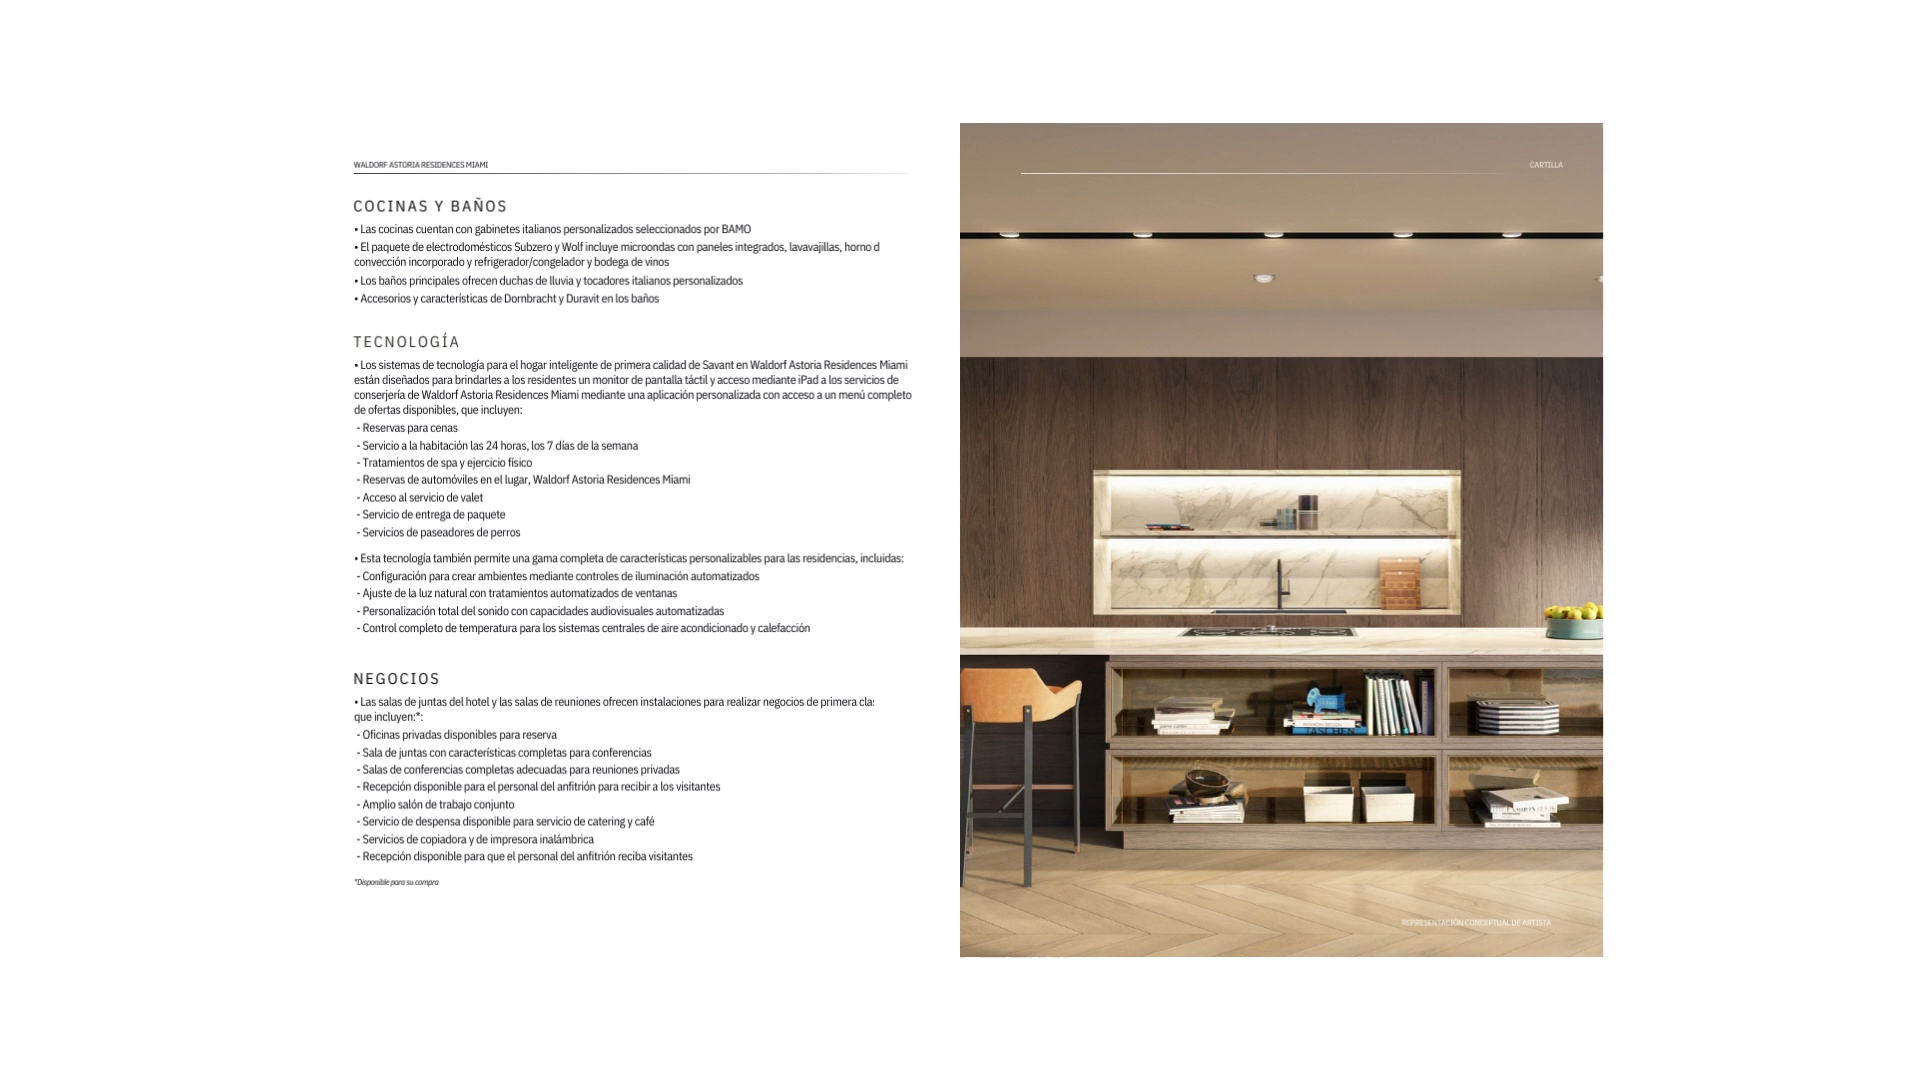 WALDORF ASTORIA RESIDENCES MIAMI
COCINAS Y BAÑOS
• Las cocinas cuentan con gabinetes italianos personalizados seleccionados por BAMO
• El paquete de electrodomésticos Subzero y Wolf incluye microondas con paneles integrados, lavavajillas, horno d
convección incorporado y refrigerador/congelador y bodega de vinos
• Los baños principales ofrecen duchas de lluvia y tocadores italianos personalizados
• Accesorios y características de Dornbracht y Duravit en los baños
TECNOLOGÍA
• Los sistemas de tecnología para el hogar inteligente de primera calidad de Savant en Waldorf Astoria Residences Miami
están diseñados para brindarles a los residentes un monitor de pantalla táctil y acceso mediante iPad a los servicios de
conserjería de Waldorf Astoria Residences Miami mediante una aplicación personalizada con acceso a un menú completo
de ofertas disponibles, que incluyen:
- Reservas para cenas
- Servicio a la habitación las 24 horas, los 7 días de la semana
- Tratamientos de spa y ejercicio físico
- Reservas de automóviles en el lugar, Waldorf Astoria Residences Miami
- Acceso al servicio de valet
- Servicio de entrega de paquete
- Servicios de paseadores de perros
• Esta tecnología también permite una gama completa de características personalizables para las residencias, incluidas:
- Configuración para crear ambientes mediante controles de iluminación automatizados
- Ajuste de la luz natural con tratamientos automatizados de ventanas
- Personalización total del sonido con capacidades audiovisuales automatizadas
- Control completo de temperatura para los sistemas centrales de aire acondicionado y calefacción
NEGOCIOS
• Las salas de juntas del hotel y las salas de reuniones ofrecen instalaciones para realizar negocios de primera clas
que incluyen:*:
- Oficinas privadas disponibles para reserva
- Sala de juntas con características completas para conferencias
- Salas de conferencias completas adecuadas para reuniones privadas
- Recepción disponible para el personal del anfitrión para recibir a los visitantes
- Amplio salón de trabajo conjunto
- Servicio de despensa disponible para servicio de catering y café
- Servicios de copiadora y de impresora inalámbrica
- Recepción disponible para que el personal del anfitrión reciba visitantes
*Disponible para su compra
CARTILLA
TASCHEN
REPRESENTACIÓN CONCEPTUAL DE ARTISTA